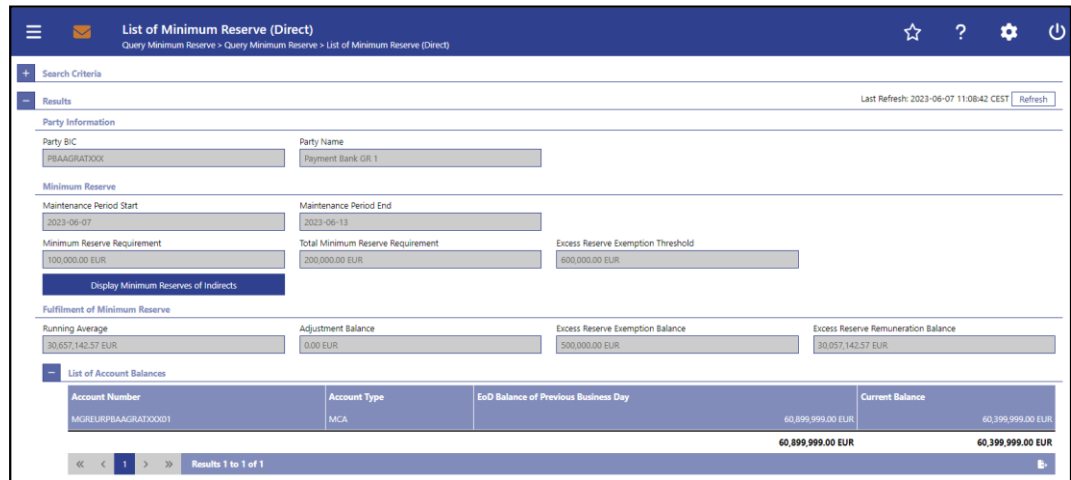 List of Minimum Reserve (Direct)
Query Minimum Reserve > Query Minimum Reserve > List of Minimum Reserve (Direct)
Search Criteria
Results Last Refresh: 2023-06-07 11:08:42 CEST Refresh
Party Information
Party BIC Party Name
PBAAGRATXXX Payment Bank GR 1
Minimum Reserve
Maintenance Period Start Maintenance Period End
2023-06-07 2023-06-13
Minimum Reserve Requirement Total Minimum Reserve Requirement Excess Reserve Exemption Threshold
100,000.00 EUR 200,000.00 EUR 600,000.00 EUR
Display Minimum Reserves of Indirects
Fulfilment of Minimum Reserve
Running Average Adjustment Balance Excess Reserve Exemption Balance Excess Reserve Remuneration Balance
30,657,142.57 EUR 0.00 EUR 500,000.00 EUR 30,057,142.57 EUR
List of Account Balances
Account Number Account Type EoD Balance of Previous Business Day Current Balance
MGREURPBAAGRATXXX01 MCA 60,899,999.00 EUR 60,399,999.00 EUR
60,899,999.00 EUR 60,399,999.00 EUR
« < 1 > » Results 1 to 1 of 1